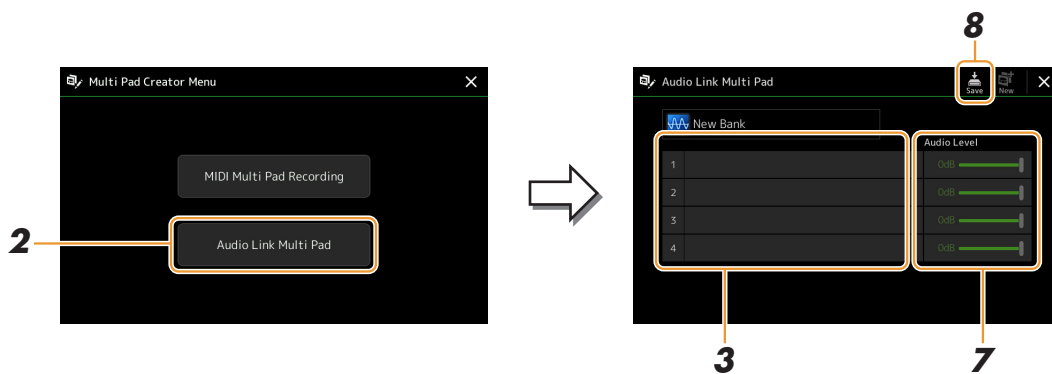 8
Multi Pad Creator Menu
MIDI Multi Pad Recording
2
Audio Link Multi Pad
Audio Link Multi Pad
Save
New
New Bank
Audio Level
1
0dB
2
0dB
3
0dB
4
0dB
3
7